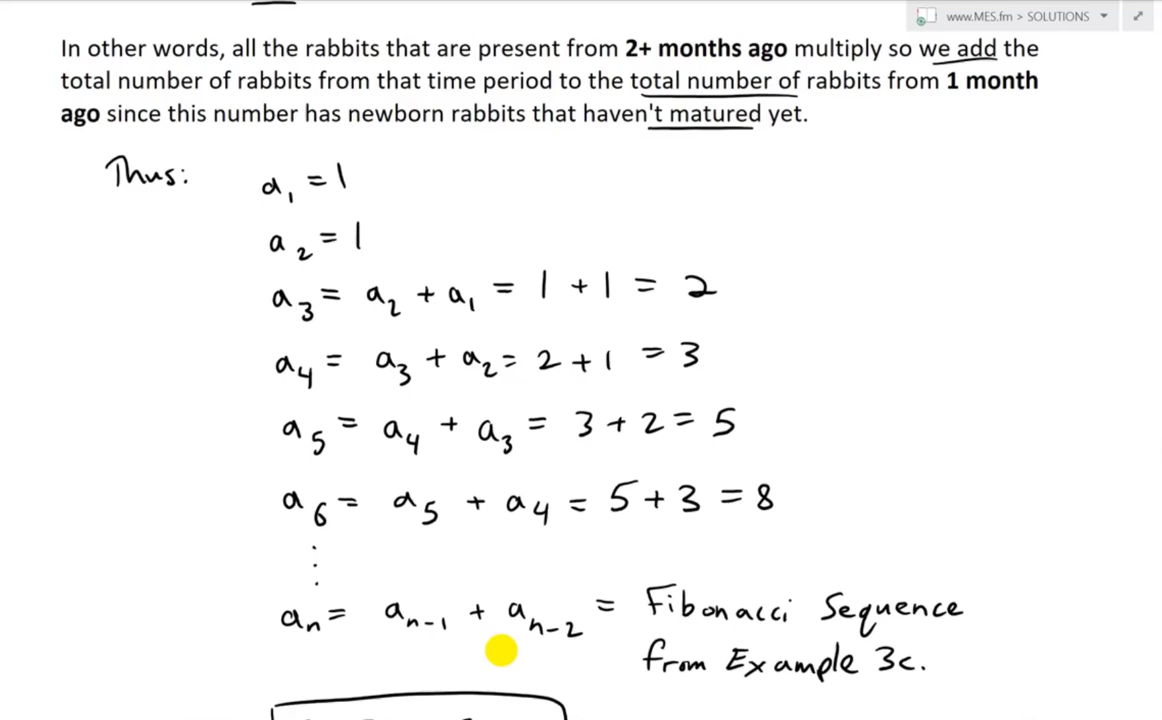 www.MES.fm > SOLUTIONS
In other words, all the rabbits that are present from 2+ months ago multiply so we add the
total number of rabbits from that time period to the total number of rabbits from 1 month
ago since this number has newborn rabbits that haven't matured yet.
Thus: a₁ = 1
a₂ = 1
a₃ = a₂ + a₁ = 1 + 1 = 2
a₄ = a₃ + a₂ = 2 + 1 = 3
a₅ = a₄ + a₃ = 3 + 2 = 5
a₆ = a₅ + a₄ = 5 + 3 = 8
⋮
aₙ = aₙ₋₁ + aₙ₋₂ = Fibonacci Sequence
from Example 3c.